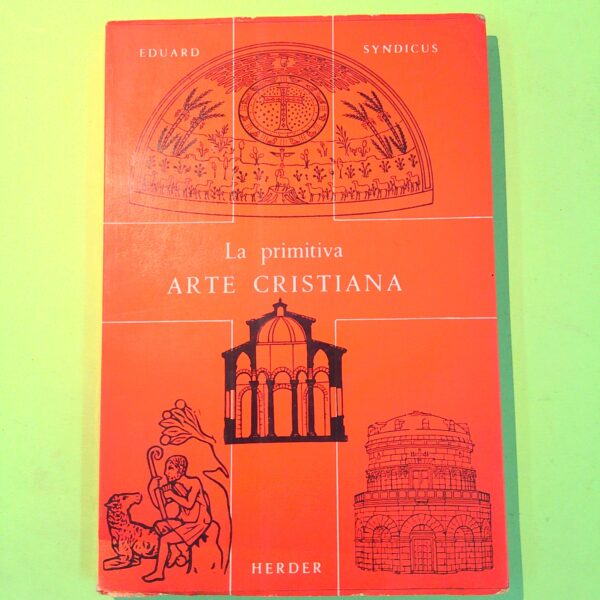 EDUARD SYNDICUS
La primitiva
ARTE CRISTIANA
HERDER